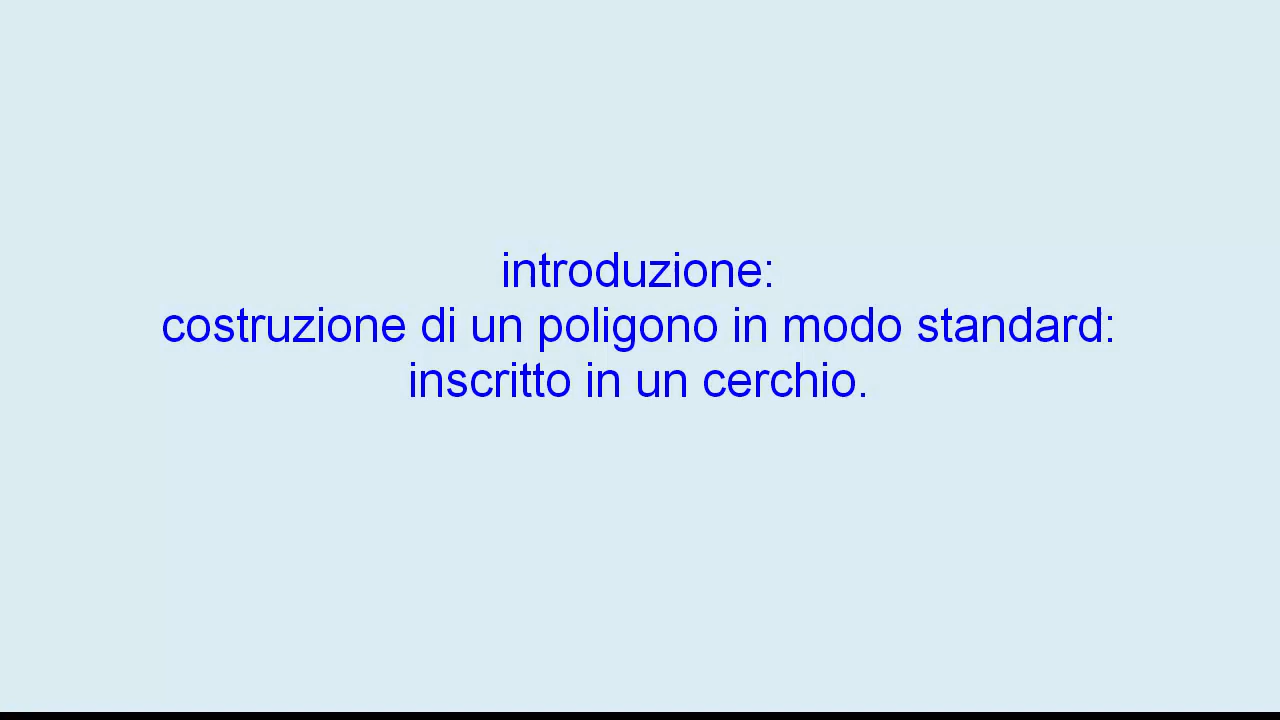 introduzione:
costruzione di un poligono in modo standard:
inscritto in un cerchio.